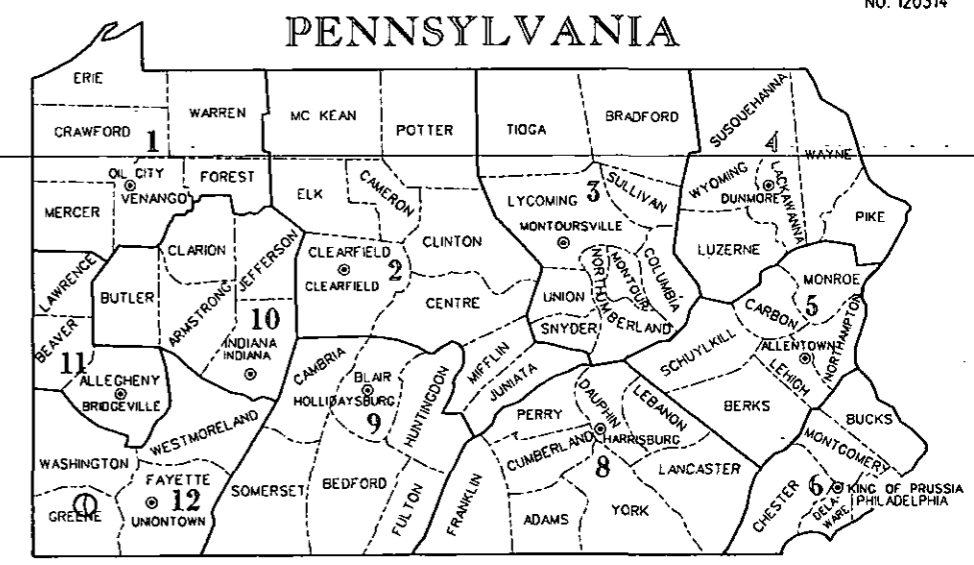 NO. 120314
PENNSYLVANIA
ERIE
WARREN
MC KEAN
POTTER
TIOGA
BRADFORD
SUSQUEHANNA
CRAWFORD
1
4
WAYNE
OIL CITY
VENANGO
FOREST
ELK
CAMERON
LYCOMING
3
SULLIVAN
WYOMING
DUNMORE
LACKAWANNA
PIKE
MERCER
MONTOURSVILLE
CLARION
JEFFERSON
CLEARFIELD
2
CLEARFIELD
CLINTON
LUZERNE
LAWRENCE
BUTLER
ARMSTRONG
CENTRE
UNION
NORTHUMBERLAND
MONTOUR
COLUMBIA
MONROE
5
CARBON
NORTHAMPTON
BEAVER
10
INDIANA
INDIANA
SNYDER
SCHUYLKILL
ALLENTOWN
LEHIGH
11
ALLEGHENY
BRIDGEVILLE
CAMBRIA
BLAIR
HOLLIDAYSBURG
9
HUNTINGDON
MIFFLIN
JUNIATA
PERRY
DAUPHIN
LEBANON
BERKS
BUCKS
WESTMORELAND
CUMBERLAND
HARRISBURG
8
MONTGOMERY
WASHINGTON
FAYETTE
12
UNIONTOWN
SOMERSET
BEDFORD
FULTON
FRANKLIN
LANCASTER
CHESTER
6
KING OF PRUSSIA
PHILADELPHIA
DELAWARE
GREENE
1
ADAMS
YORK